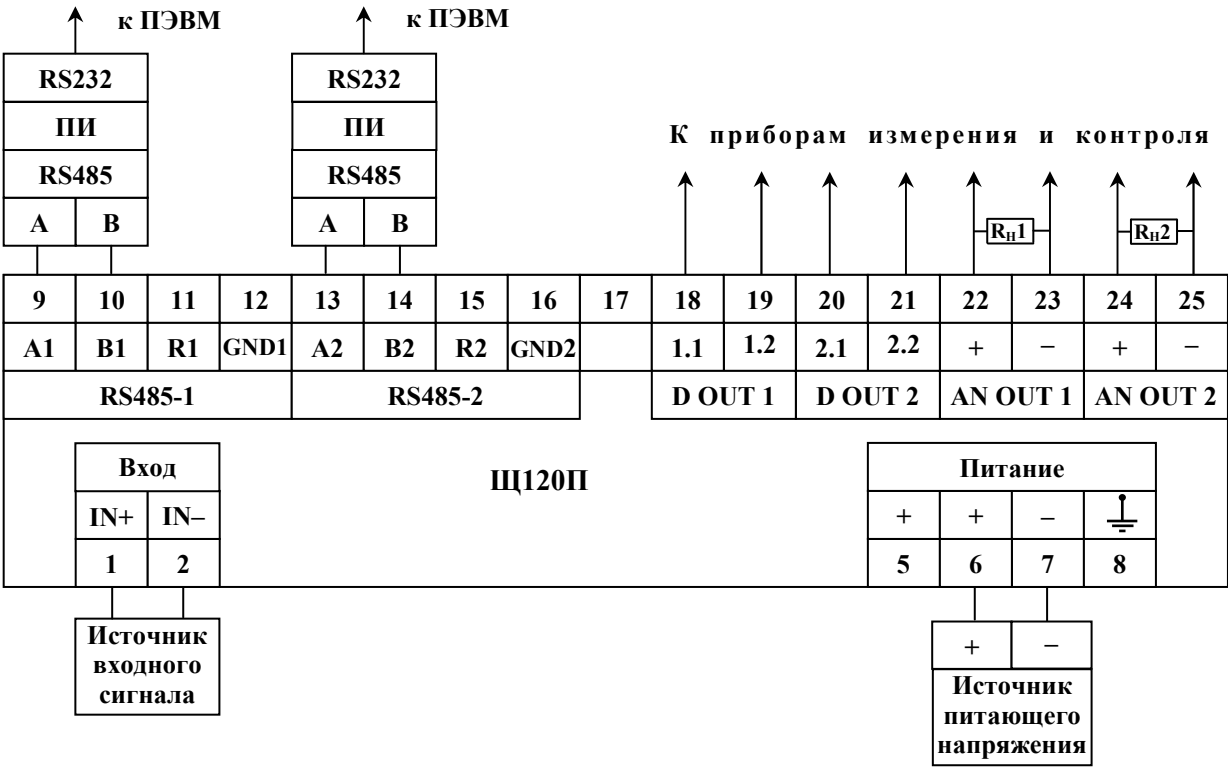 к ПЭВМ к ПЭВМ
RS232 RS232
ПИ ПИ
К приборам измерения и контроля
RS485 RS485
A B A B
RН1 RН2
9 10 11 12 13 14 15 16 17 18 19 20 21 22 23 24 25
A1 B1 R1 GND1 A2 B2 R2 GND2 1.1 1.2 2.1 2.2 + – + –
RS485-1 RS485-2 D OUT 1 D OUT 2 AN OUT 1 AN OUT 2
Вход Щ120П Питание
IN+ IN– + + –
1 2 5 6 7 8
Источник
входного
сигнала
+ –
Источник
питающего
напряжения